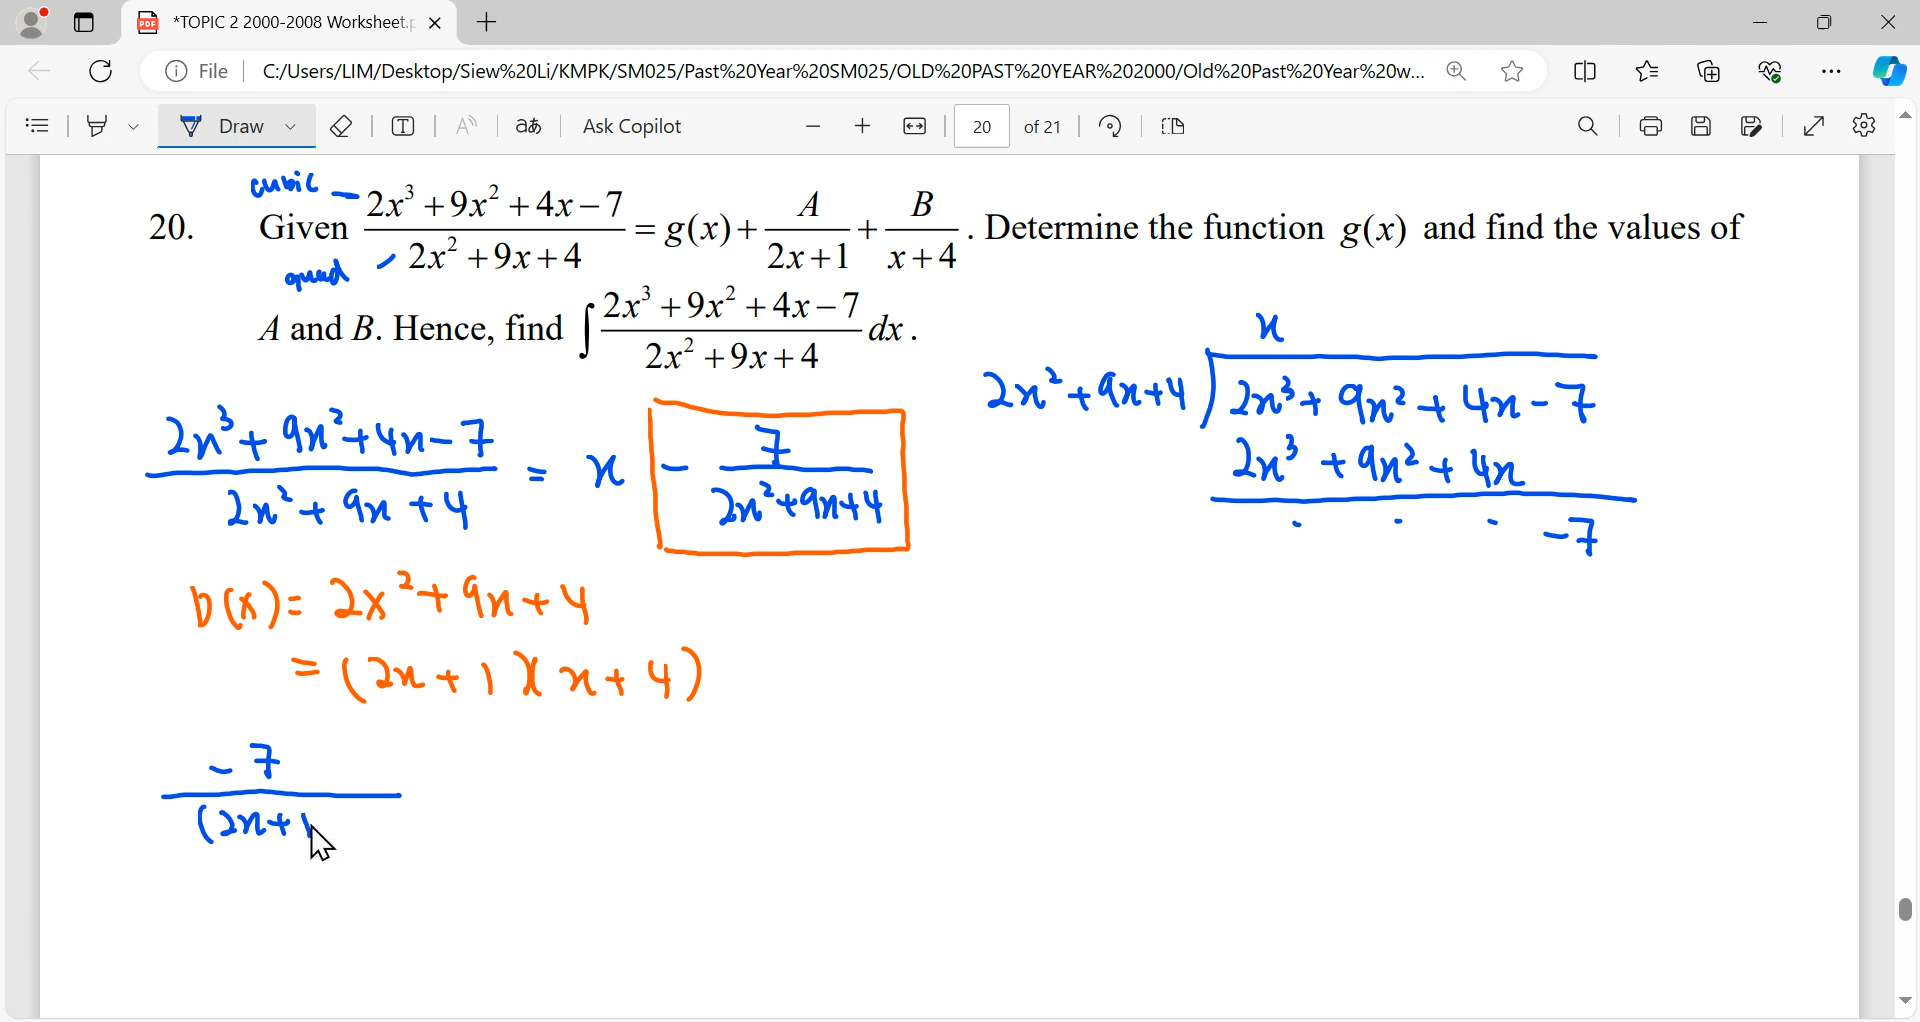 *TOPIC 2 2000-2008 Worksheet.p
File C:/Users/LIM/Desktop/Siew%20Li/KMPK/SM025/Past%20Year%20SM025/OLD%20PAST%20YEAR%202000/Old%20Past%20Year%20w...
Draw T A aあ Ask Copilot 20 of 21
cubic
20. Given (2x³ + 9x² + 4x − 7)/(2x² + 9x + 4) = g(x) + A/(2x + 1) + B/(x + 4). Determine the function g(x) and find the values of
quad
A and B. Hence, find ∫ (2x³ + 9x² + 4x − 7)/(2x² + 9x + 4) dx.
(2x³ + 9x² + 4x − 7)/(2x² + 9x + 4) = x − 7/(2x² + 9x + 4)
D(x) = 2x² + 9x + 4
= (2x + 1)(x + 4)
−7/(2x + 1
x
2x² + 9x + 4 ) 2x³ + 9x² + 4x − 7
2x³ + 9x² + 4x
. . . −7